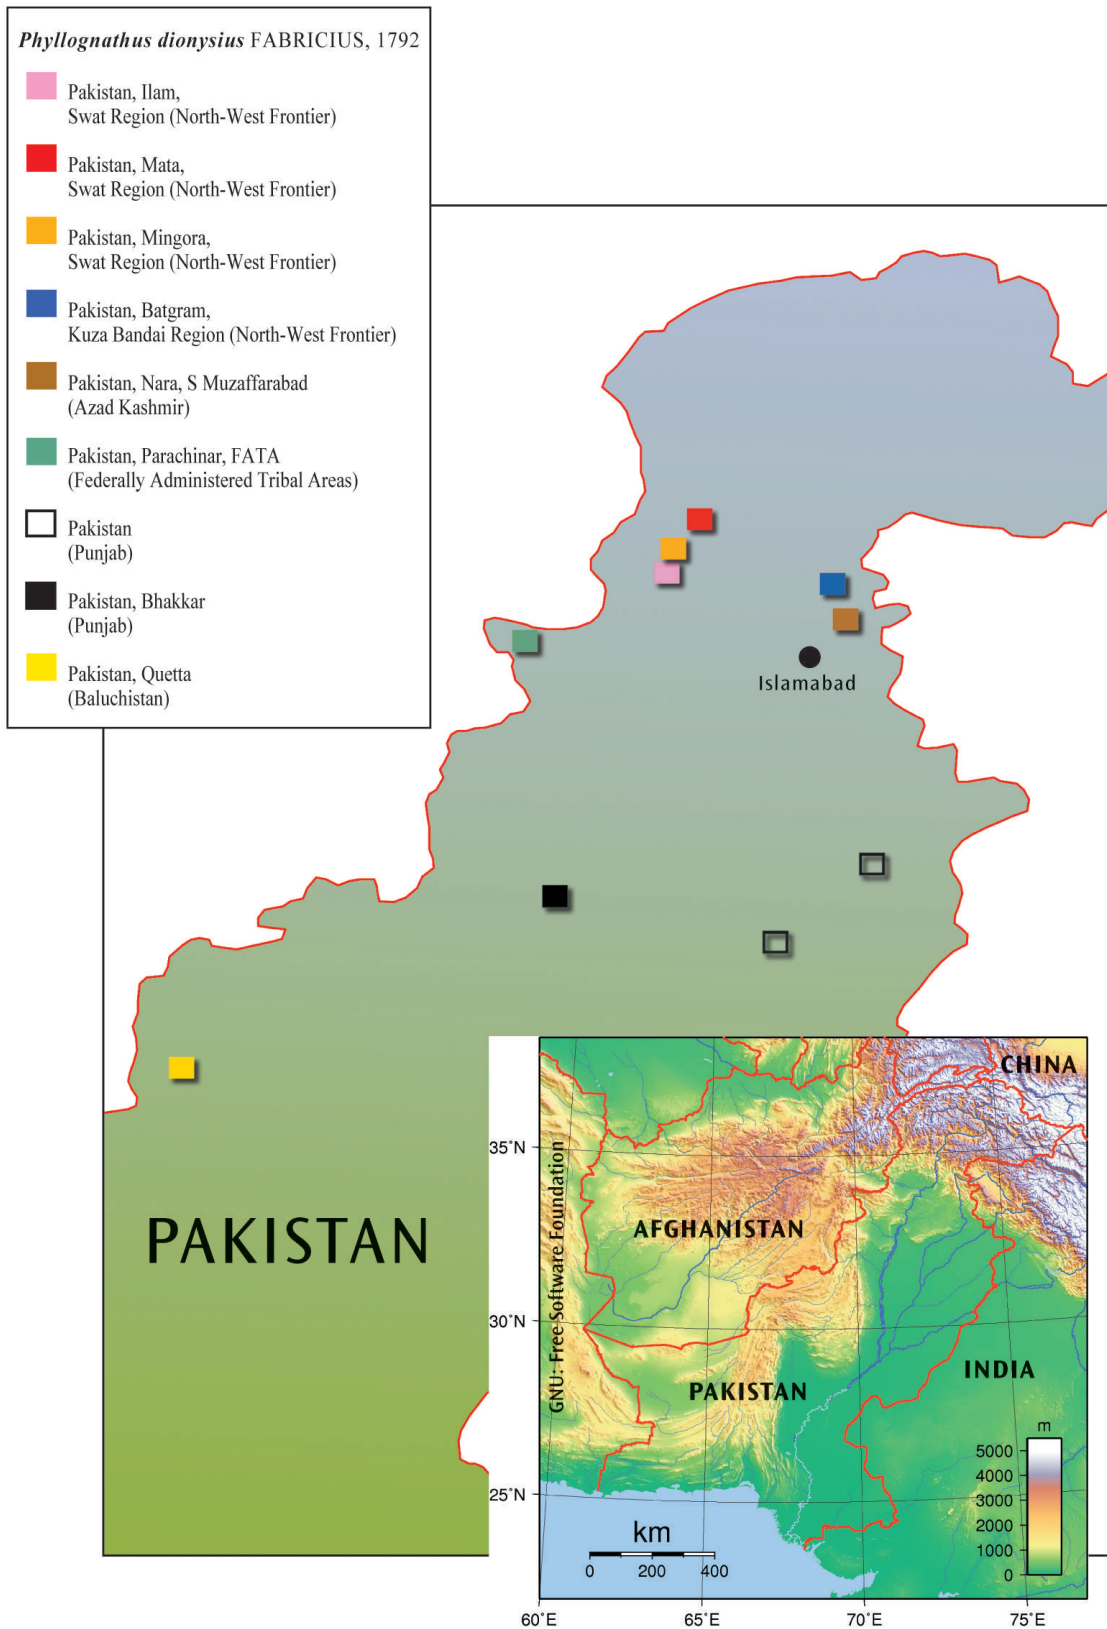 Phyllognathus dionysius FABRICIUS, 1792
Pakistan, Ilam,
Swat Region (North-West Frontier)
Pakistan, Mata,
Swat Region (North-West Frontier)
Pakistan, Mingora,
Swat Region (North-West Frontier)
Pakistan, Batgram,
Kuza Bandai Region (North-West Frontier)
Pakistan, Nara, S Muzaffarabad
(Azad Kashmir)
Pakistan, Parachinar, FATA
(Federally Administered Tribal Areas)
Pakistan
(Punjab)
Pakistan, Bhakkar
(Punjab)
Pakistan, Quetta
(Baluchistan)
Islamabad
PAKISTAN
CHINA
AFGHANISTAN
PAKISTAN
INDIA
GNU: Free Software Foundation
35°N
30°N
25°N
m
5000
4000
3000
2000
1000
0
km
0 200 400
60°E 65°E 70°E 75°E